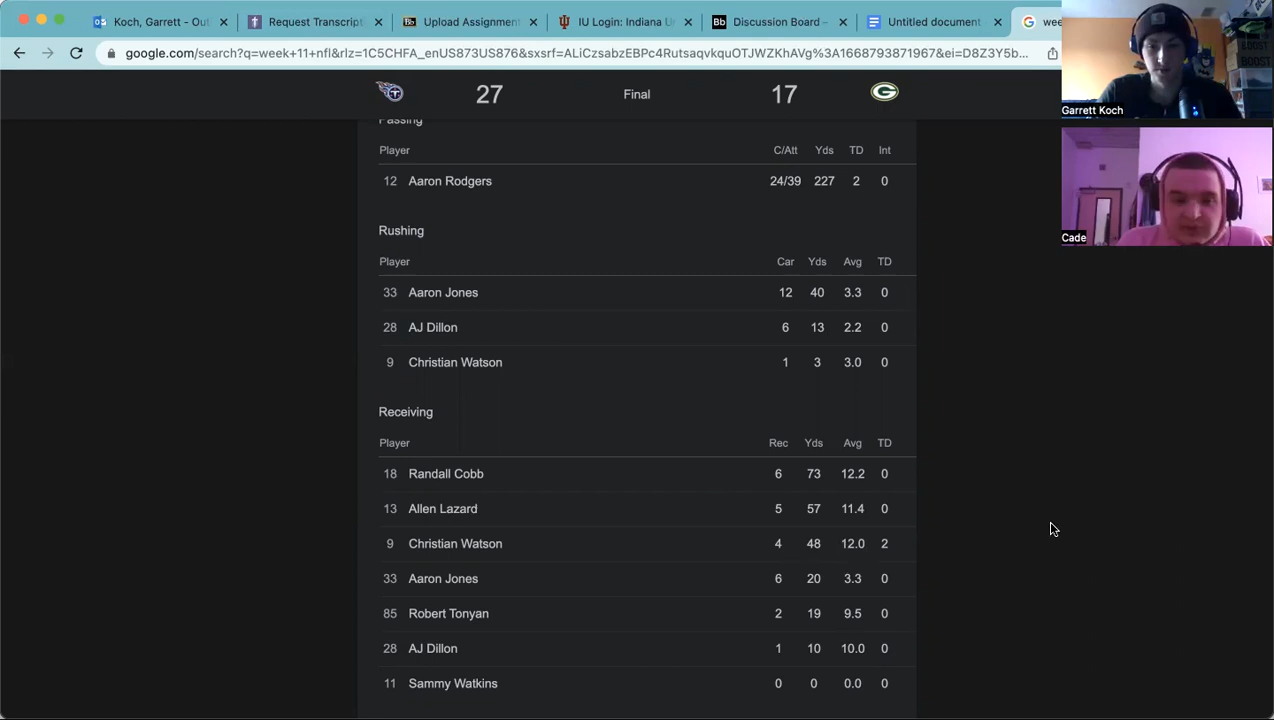 Koch, Garrett - Out
Request Transcript
Upload Assignment
IU Login: Indiana U
Discussion Board –
Untitled document
wee
google.com/search?q=week+11+nfl&rlz=1C5CHFA_enUS873US876&sxsrf=ALiCzsabzEBPc4RutsaqvkquOTJWZKhAVg%3A1668793871967&ei=D8Z3Y5b...
27 Final 17
Passing
Player C/Att Yds TD Int
12 Aaron Rodgers 24/39 227 2 0
Rushing
Player Car Yds Avg TD
33 Aaron Jones 12 40 3.3 0
28 AJ Dillon 6 13 2.2 0
9 Christian Watson 1 3 3.0 0
Receiving
Player Rec Yds Avg TD
18 Randall Cobb 6 73 12.2 0
13 Allen Lazard 5 57 11.4 0
9 Christian Watson 4 48 12.0 2
33 Aaron Jones 6 20 3.3 0
85 Robert Tonyan 2 19 9.5 0
28 AJ Dillon 1 10 10.0 0
11 Sammy Watkins 0 0 0.0 0
BOOST
BOOST
Garrett Koch
Cade